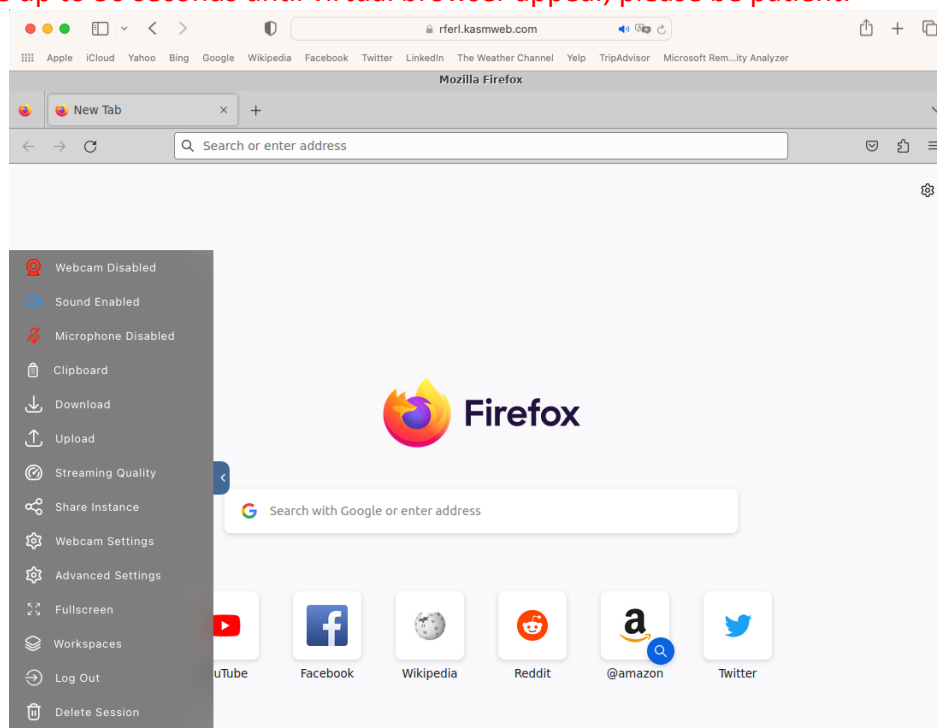 up to 30 seconds until virtual browser appear, please be patient.
rferl.kasmweb.com
Apple iCloud Yahoo Bing Google Wikipedia Facebook Twitter LinkedIn The Weather Channel Yelp TripAdvisor Microsoft Rem...ity Analyzer
Mozilla Firefox
New Tab
Search or enter address
Webcam Disabled
Sound Enabled
Microphone Disabled
Clipboard
Download
Upload
Streaming Quality
Share Instance
Webcam Settings
Advanced Settings
Fullscreen
Workspaces
Log Out
Delete Session
Firefox
Search with Google or enter address
uTube Facebook Wikipedia Reddit @amazon Twitter